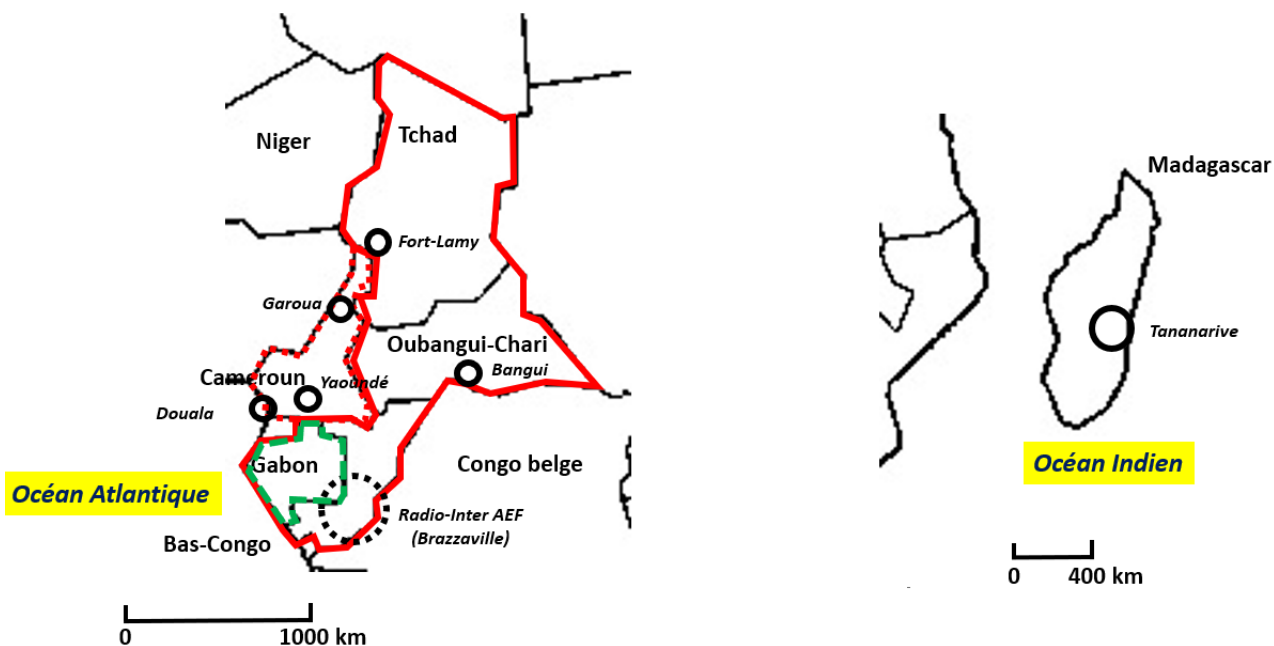 Niger
Tchad
Fort-Lamy
Garoua
Oubangui-Chari
Bangui
Cameroun
Yaoundé
Douala
Gabon
Congo belge
Océan Atlantique
Radio-Inter AEF
(Brazzaville)
Bas-Congo
0
1000 km
Madagascar
Tananarive
Océan Indien
0
400 km